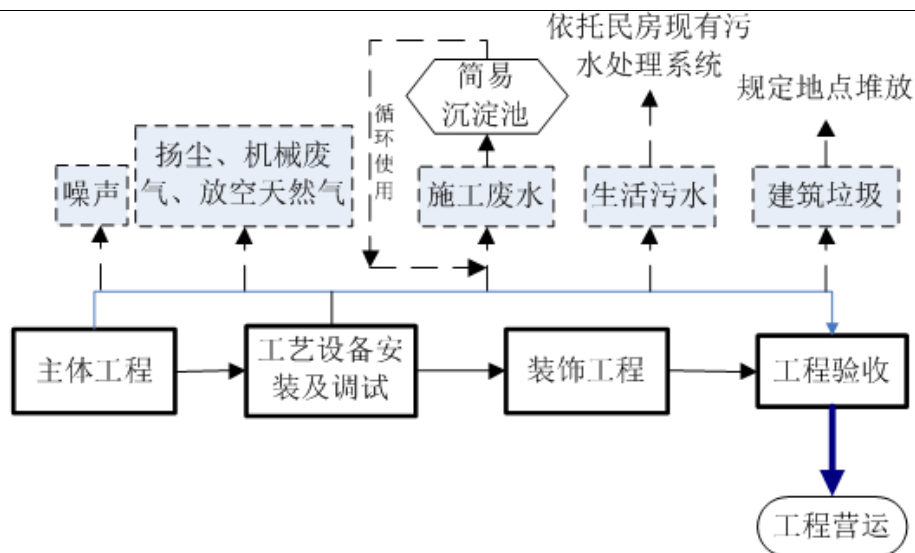 依托民房现有污
水处理系统
简易
沉淀池
规定地点堆放
循环使用
噪声
扬尘、机械废
气、放空天然气
施工废水
生活污水
建筑垃圾
主体工程
工艺设备安
装及调试
装饰工程
工程验收
工程营运